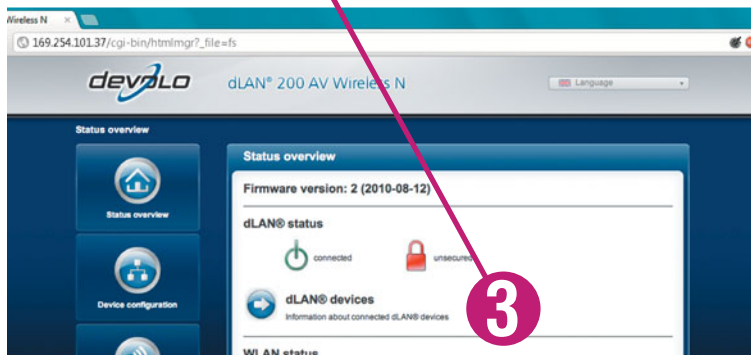 Wireless N
169.254.101.37/cgi-bin/htmlmgr?_file=fs
devolo dLAN® 200 AV Wireless N Language
Status overview
Status overview
Firmware version: 2 (2010-08-12)
Status overview
dLAN® status
connected unsecured
Device configuration
dLAN® devices
Information about connected dLAN® devices
3
WLAN status